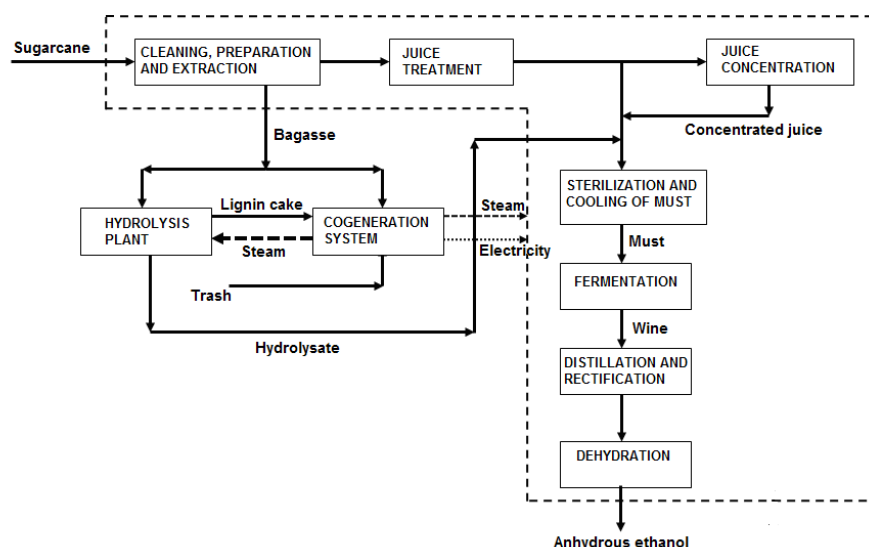 Sugarcane
CLEANING, PREPARATION
AND EXTRACTION
JUICE
TREATMENT
JUICE
CONCENTRATION
Bagasse
Concentrated juice
STERILIZATION AND
COOLING OF MUST
Lignin cake
Steam
HYDROLYSIS
PLANT
COGENERATION
SYSTEM
Steam
Electricity
Must
Trash
FERMENTATION
Hydrolysate
Wine
DISTILLATION AND
RECTIFICATION
DEHYDRATION
Anhydrous ethanol